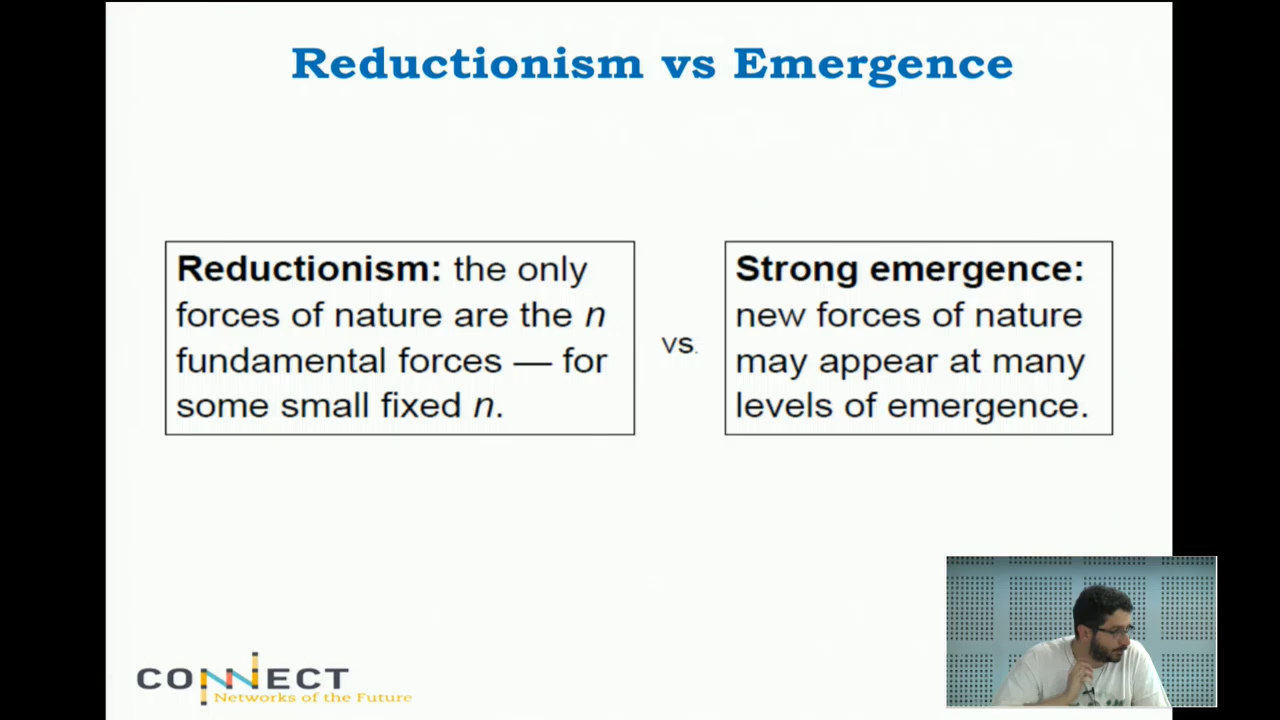 Reductionism vs Emergence
Reductionism: the only
forces of nature are the n
fundamental forces — for
some small fixed n.
vs.
Strong emergence:
new forces of nature
may appear at many
levels of emergence.
CONNECT
Networks of the Future